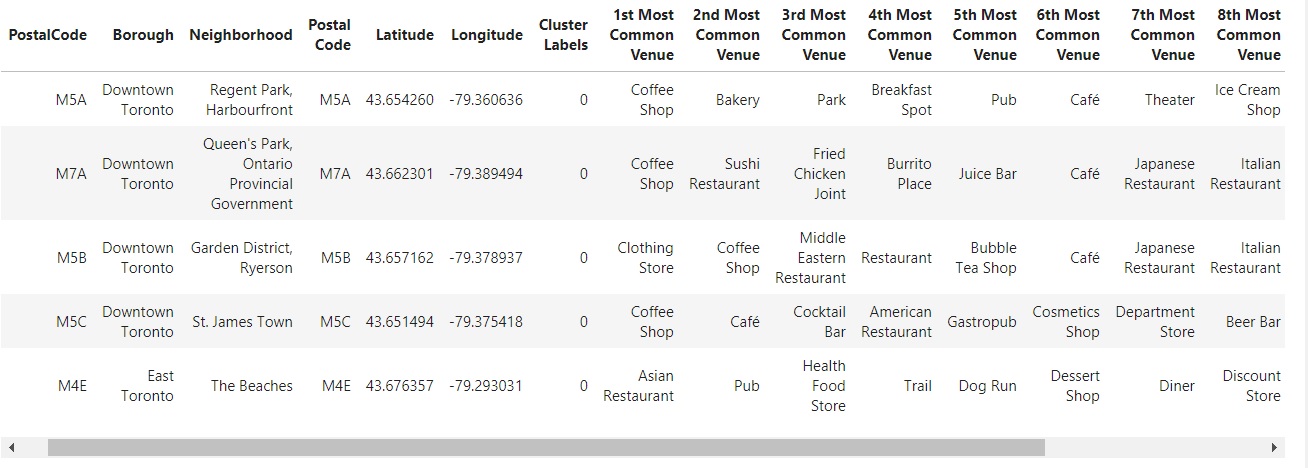 PostalCode Borough Neighborhood Postal Code Latitude Longitude Cluster Labels 1st Most Common Venue 2nd Most Common Venue 3rd Most Common Venue 4th Most Common Venue 5th Most Common Venue 6th Most Common Venue 7th Most Common Venue 8th Most Common Venue
M5A Downtown Toronto Regent Park, Harbourfront M5A 43.654260 -79.360636 0 Coffee Shop Bakery Park Breakfast Spot Pub Café Theater Ice Cream Shop
M7A Downtown Toronto Queen's Park, Ontario Provincial Government M7A 43.662301 -79.389494 0 Coffee Shop Sushi Restaurant Fried Chicken Joint Burrito Place Juice Bar Café Japanese Restaurant Italian Restaurant
M5B Downtown Toronto Garden District, Ryerson M5B 43.657162 -79.378937 0 Clothing Store Coffee Shop Middle Eastern Restaurant Restaurant Bubble Tea Shop Café Japanese Restaurant Italian Restaurant
M5C Downtown Toronto St. James Town M5C 43.651494 -79.375418 0 Coffee Shop Café Cocktail Bar American Restaurant Gastropub Cosmetics Shop Department Store Beer Bar
M4E East Toronto The Beaches M4E 43.676357 -79.293031 0 Asian Restaurant Pub Health Food Store Trail Dog Run Dessert Shop Diner Discount Store